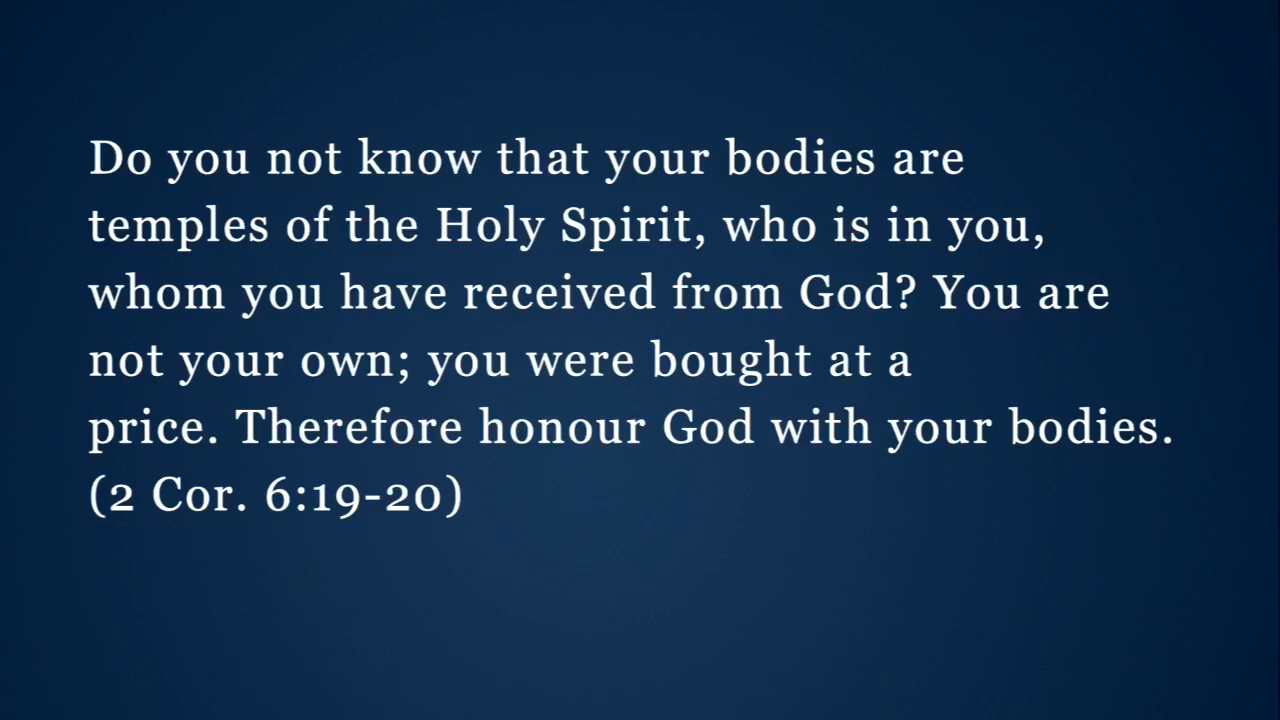 Do you not know that your bodies are
temples of the Holy Spirit, who is in you,
whom you have received from God? You are
not your own; you were bought at a
price. Therefore honour God with your bodies.
(2 Cor. 6:19-20)